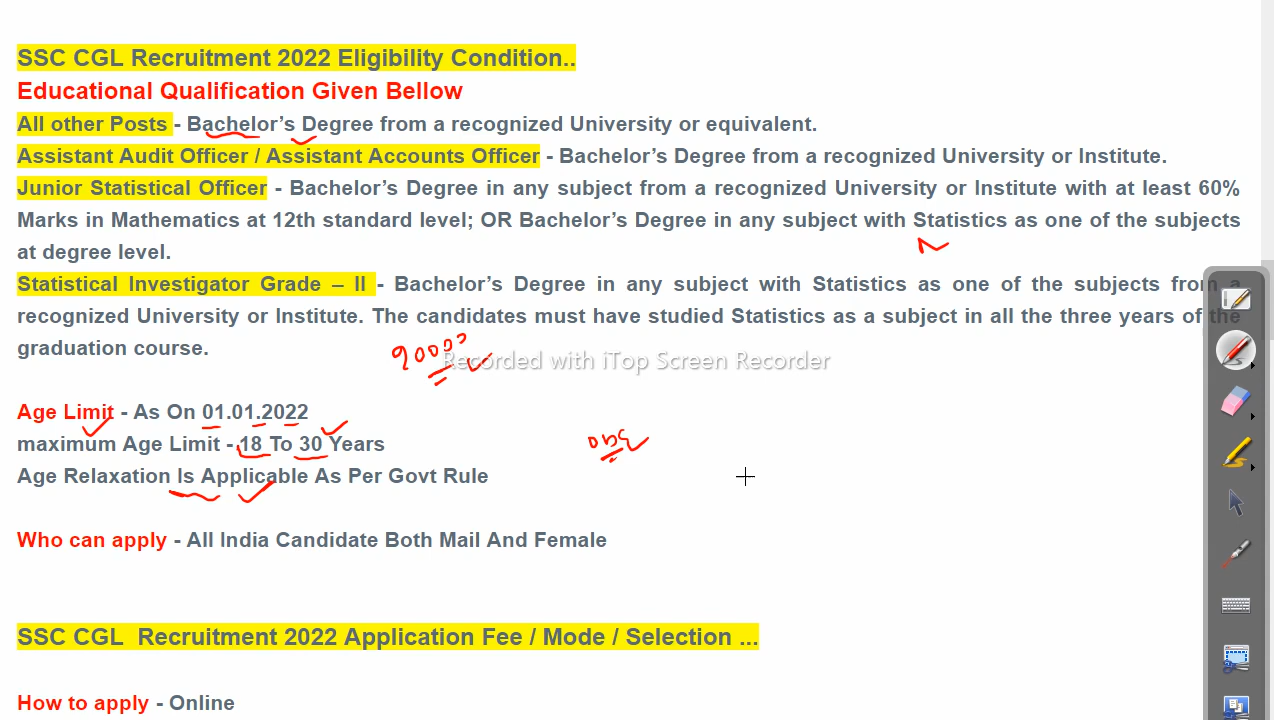 SSC CGL Recruitment 2022 Eligibility Condition..
Educational Qualification Given Bellow
All other Posts - Bachelor's Degree from a recognized University or equivalent.
Assistant Audit Officer / Assistant Accounts Officer - Bachelor's Degree from a recognized University or Institute.
Junior Statistical Officer - Bachelor's Degree in any subject from a recognized University or Institute with at least 60%
Marks in Mathematics at 12th standard level; OR Bachelor's Degree in any subject with Statistics as one of the subjects
at degree level.
Statistical Investigator Grade – II - Bachelor's Degree in any subject with Statistics as one of the subjects from a
recognized University or Institute. The candidates must have studied Statistics as a subject in all the three years of the
graduation course.
Recorded with iTop Screen Recorder
Age Limit - As On 01.01.2022
maximum Age Limit - 18 To 30 Years
Age Relaxation Is Applicable As Per Govt Rule
Who can apply - All India Candidate Both Mail And Female
SSC CGL Recruitment 2022 Application Fee / Mode / Selection ...
How to apply - Online